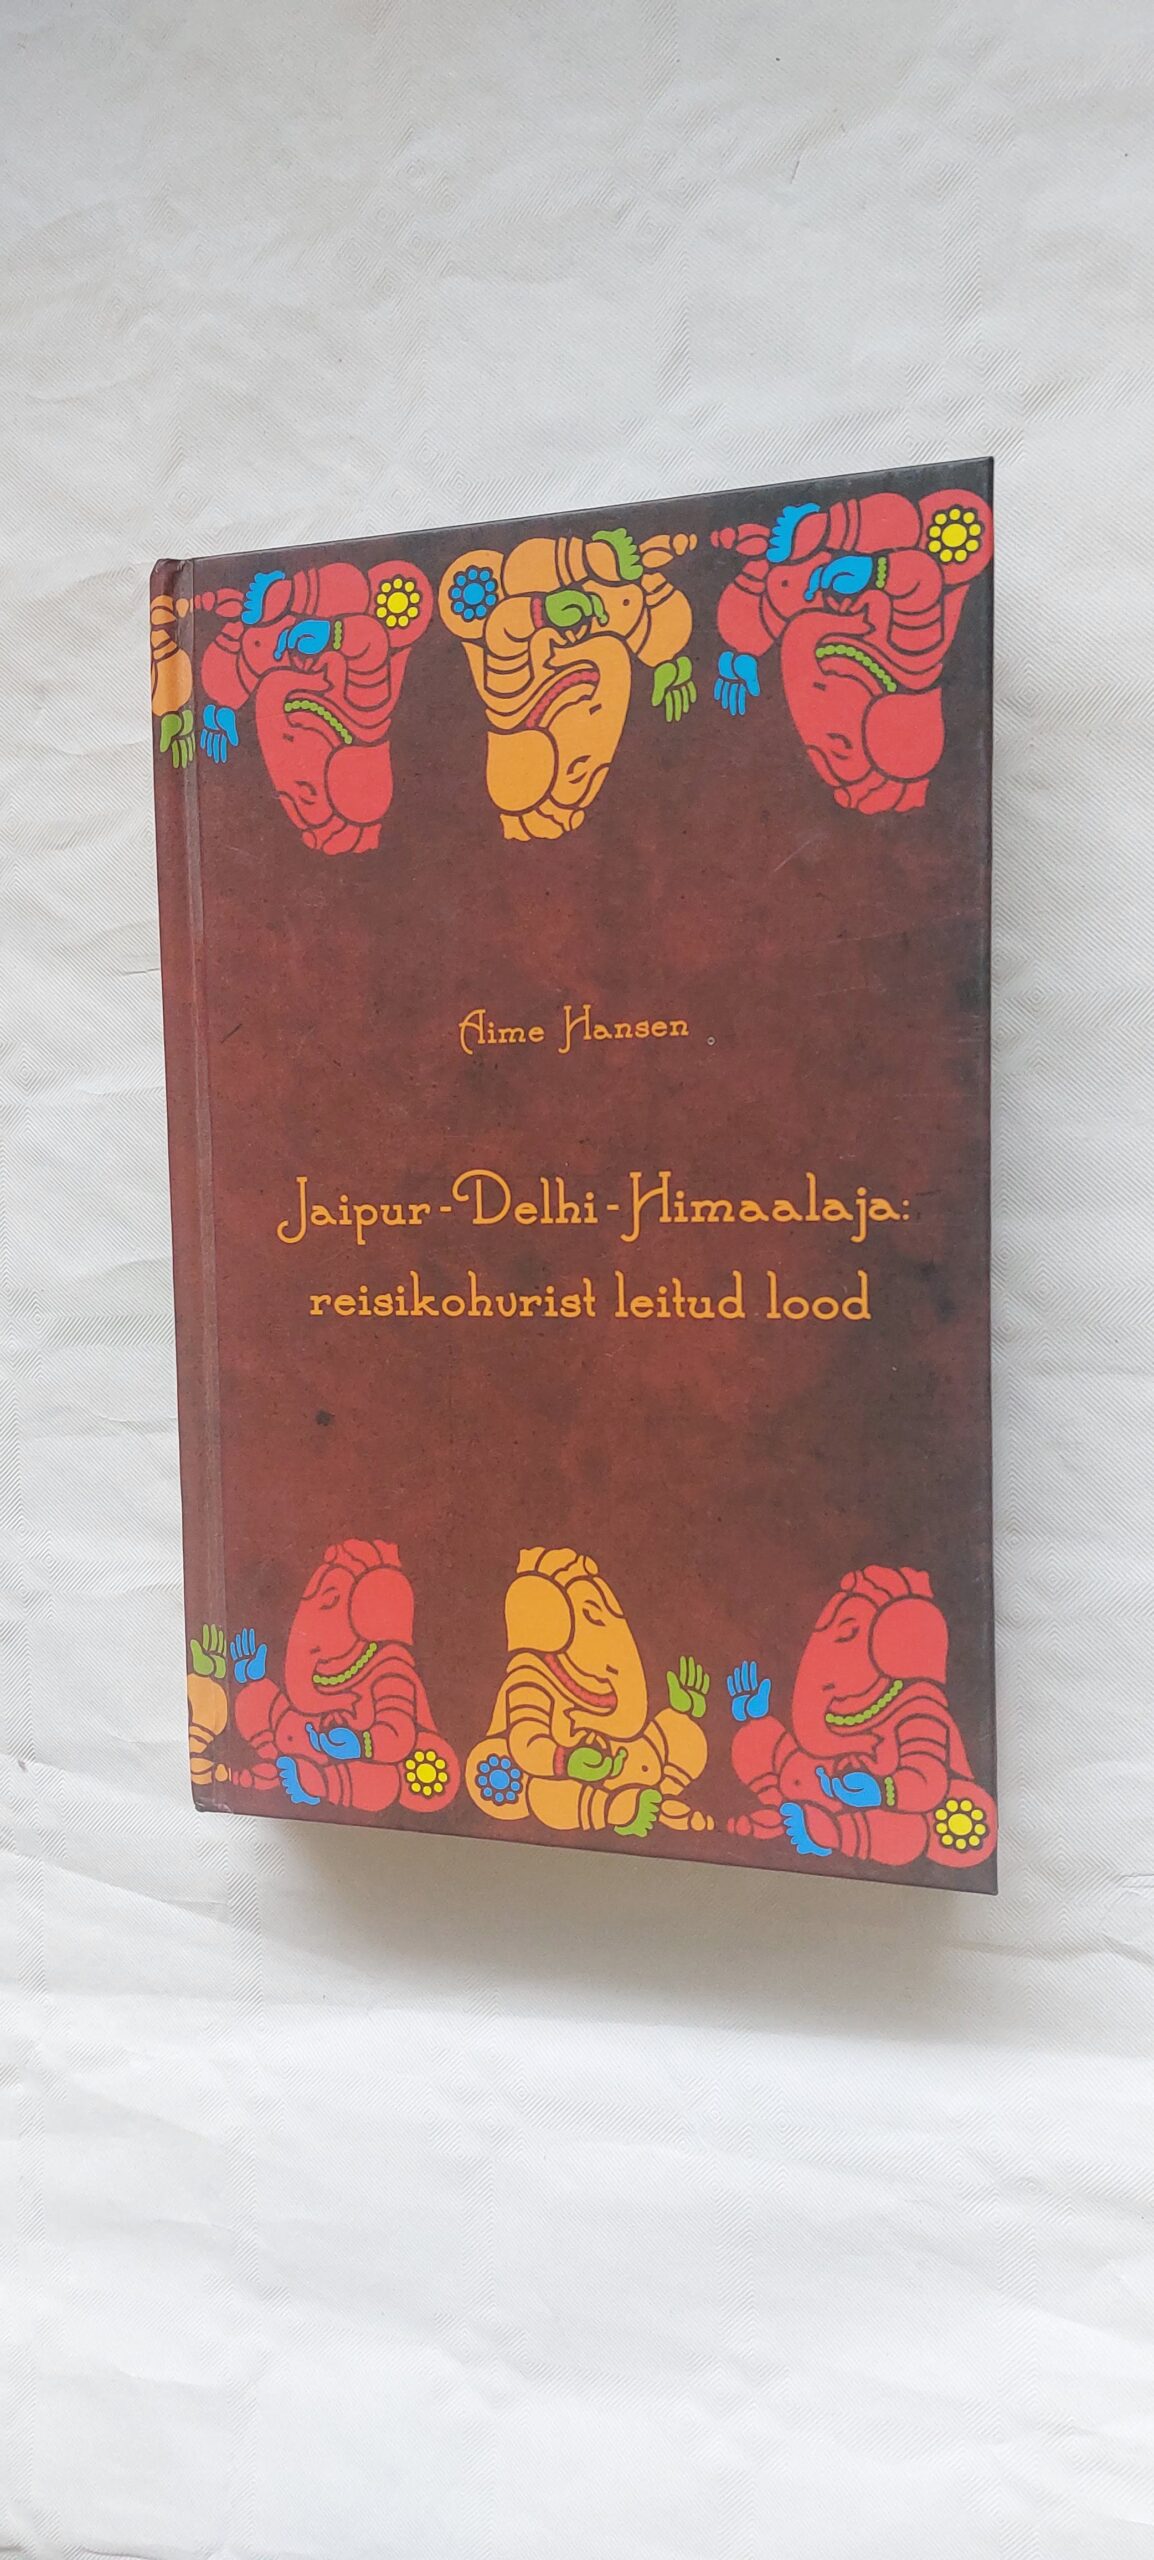 Aime Hansen
Jaipur-Delhi-Himaalaja:
reisikohvrist leitud lood